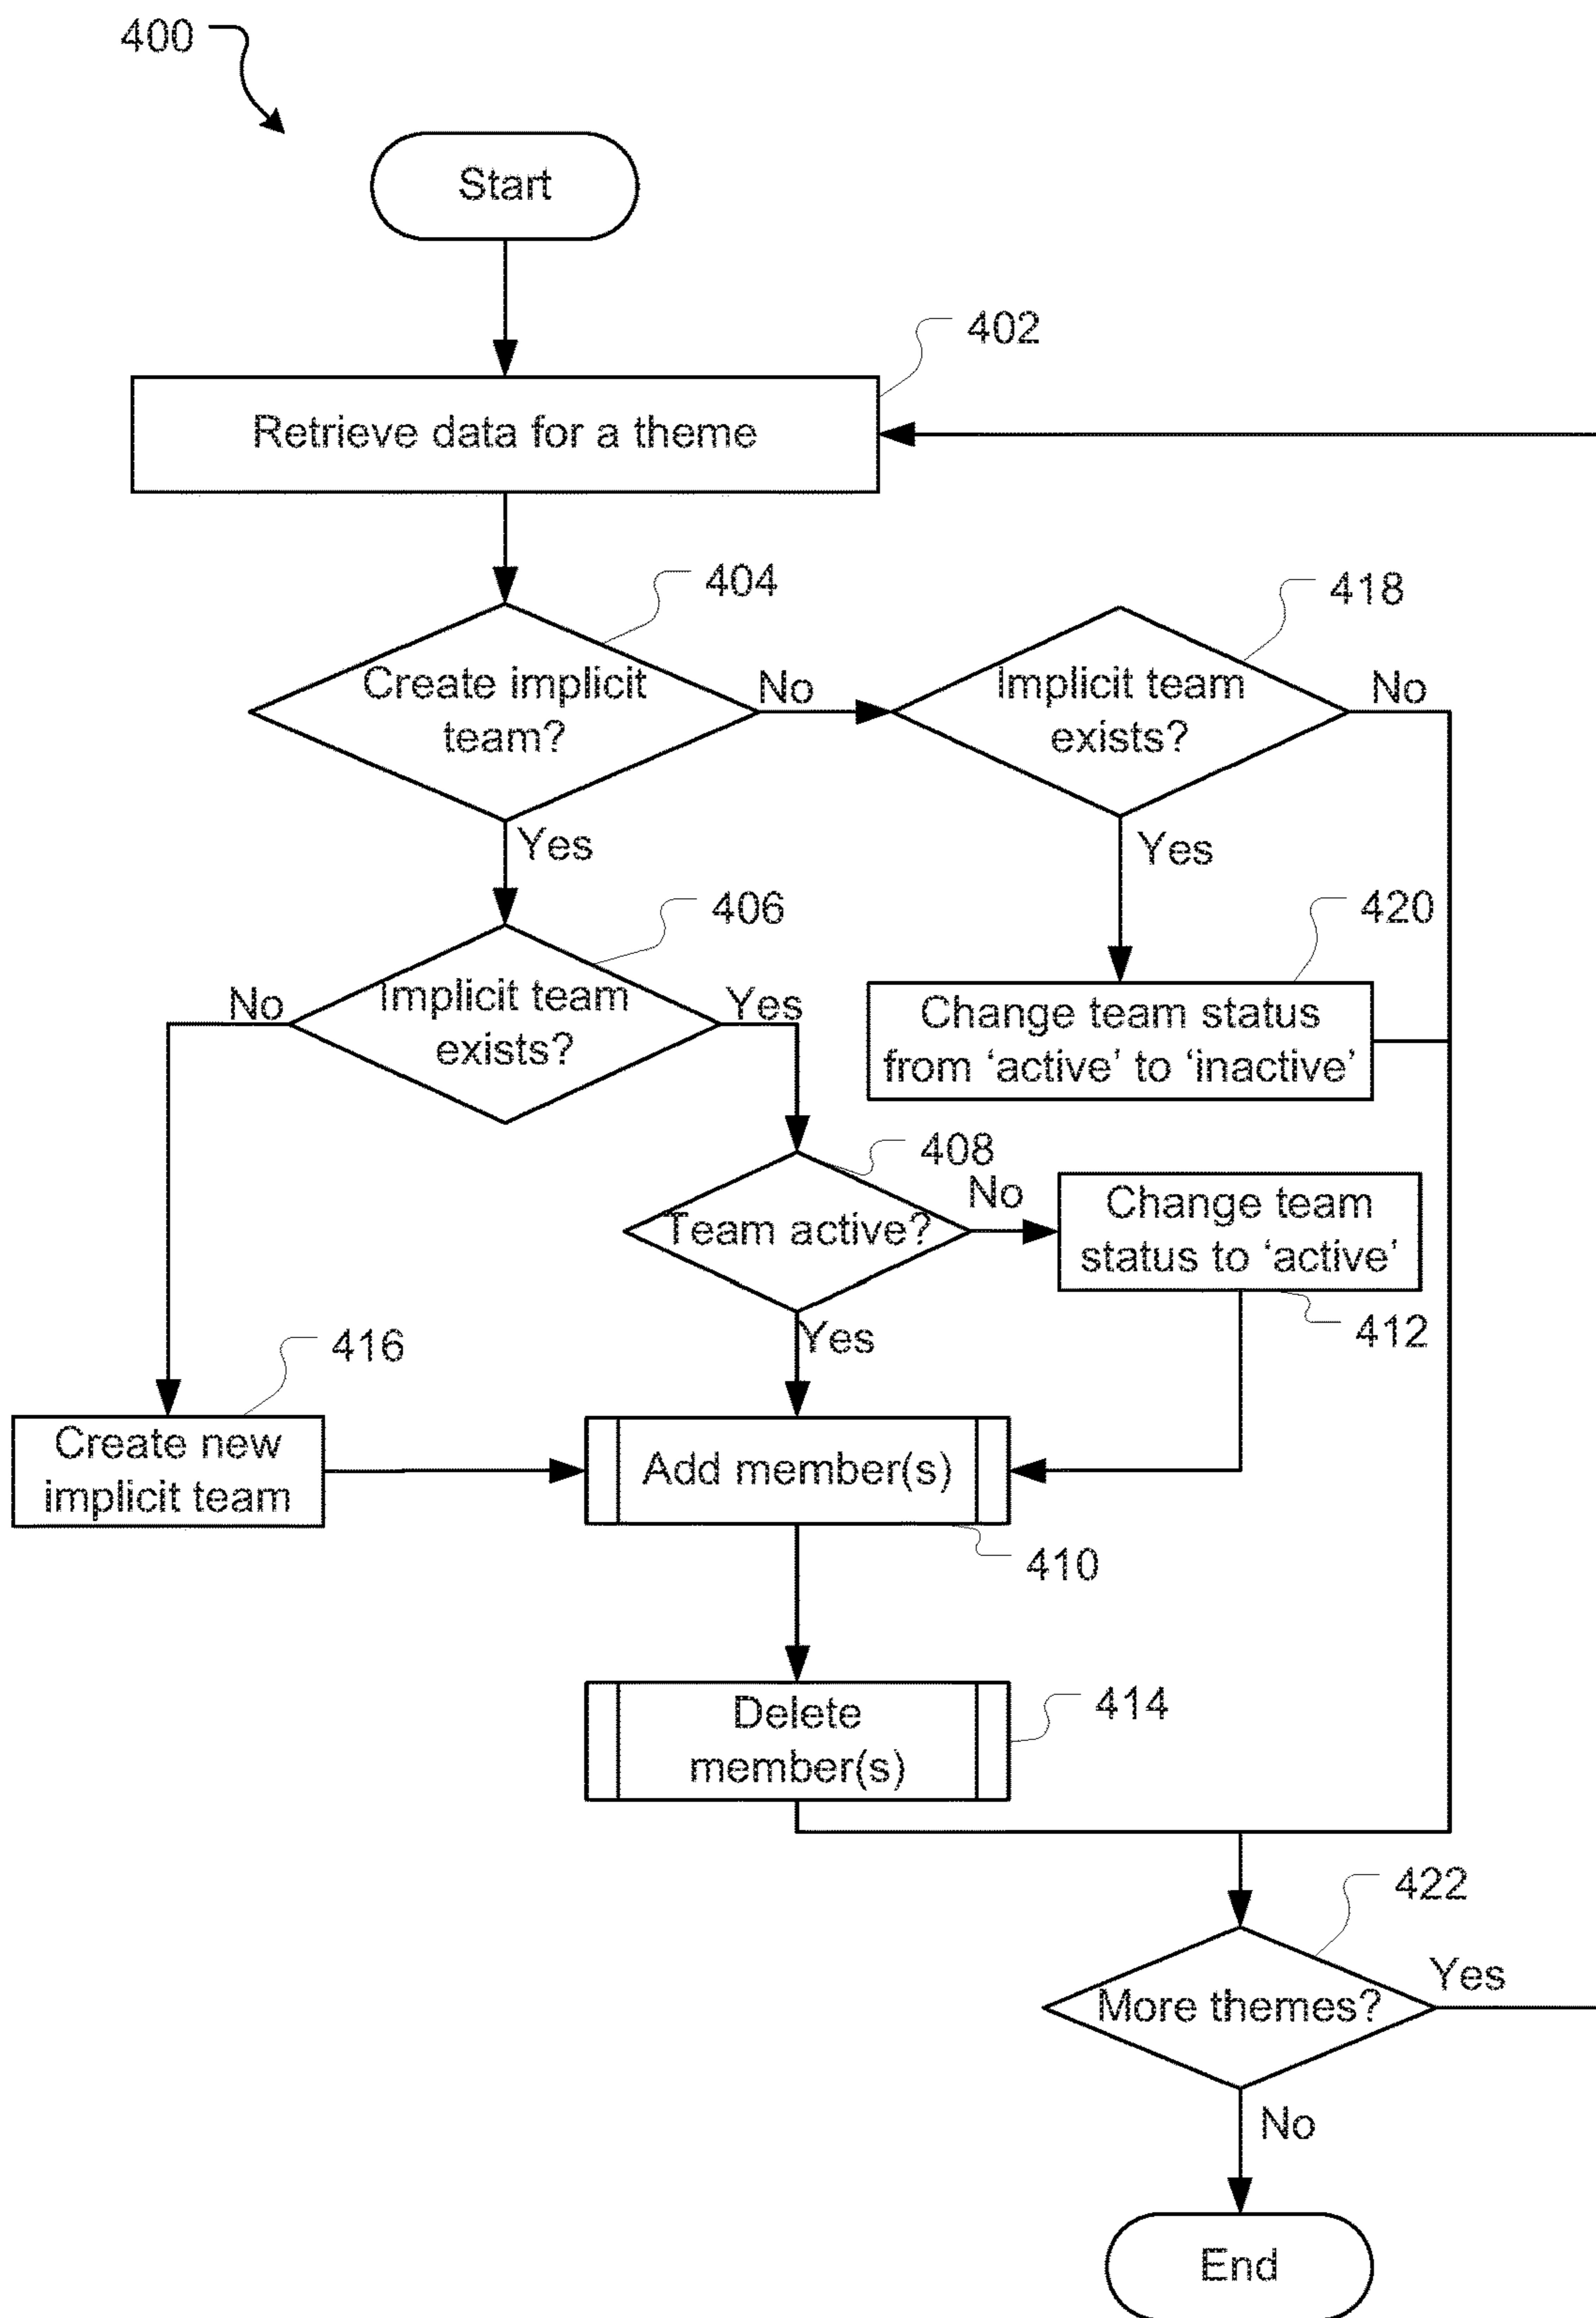 400
Start
402
Retrieve data for a theme
404
418
Create implicit
team?
No
Implicit team
exists?
No
Yes
Yes
406
420
No
Implicit team
exists?
Yes
Change team status
from ‘active’ to ‘inactive’
408
Team active?
No
Change team
status to ‘active’
412
Yes
416
Create new
implicit team
Add member(s)
410
Delete
member(s)
414
422
More themes?
Yes
No
End